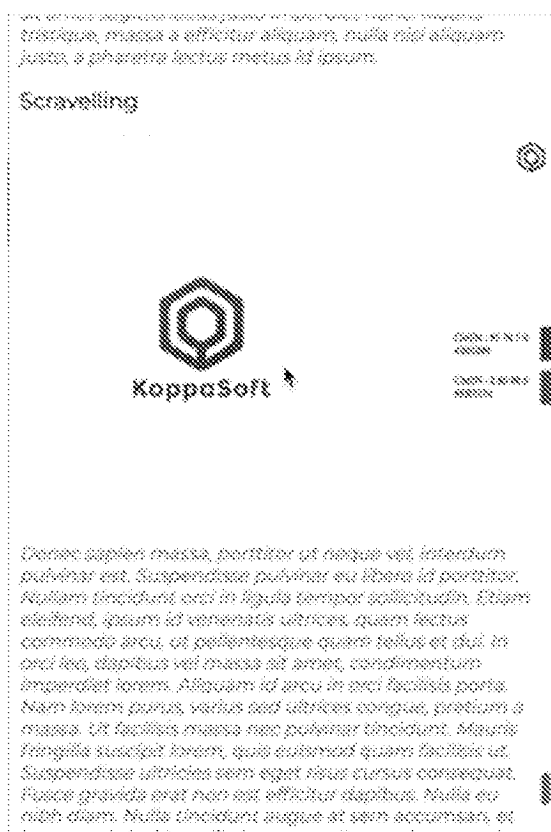 tristique, massa a efficitur aliquam, nulla nisl aliquam
justo, a pharetra lectus metus id ipsum.
Scravelling
KoppaSoft
Donec sapien massa, porttitor ut neque vel, interdum
pulvinar est. Suspendisse pulvinar eu libero id porttitor.
Nullam tincidunt orci in ligula tempor sollicitudin. Etiam
eleifend, ipsum id venenatis ultrices, quam lectus
commodo arcu, ut pellentesque quam tellus et dui. In
orci leo, dapibus vel massa sit amet, condimentum
imperdiet lorem. Aliquam id arcu in orci facilisis porta.
Nam lorem purus, varius sed ultrices congue, pretium a
massa. Ut facilisis massa nec pulvinar tincidunt. Mauris
fringilla suscipit lorem, quis euismod quam facilisis ut.
Suspendisse ultricies sem eget risus cursus consequat.
Fusce gravida erat non est efficitur dapibus. Nulla eu
nibh diam. Nulla tincidunt augue at sem accumsan, et